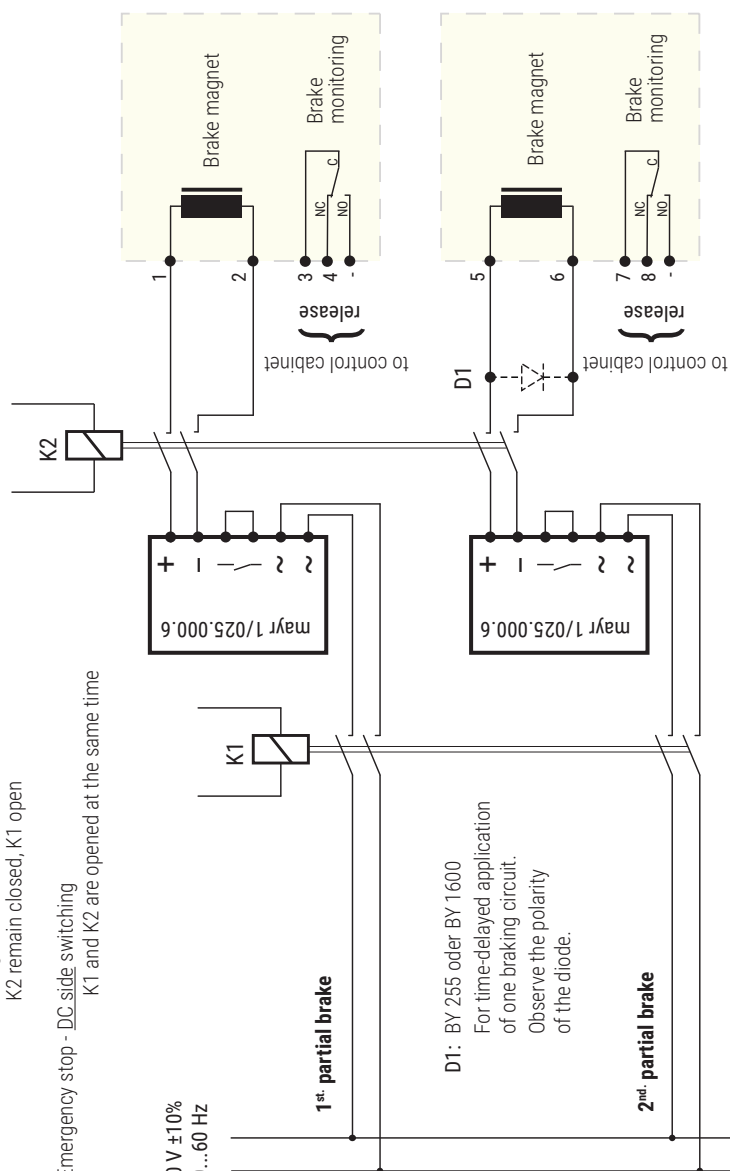 K2 remain closed, K1 open
Emergency stop - DC side switching
K1 and K2 are opened at the same time
0 V ±10%
...60 Hz
1st. partial brake
K1
mayr 1/025.000.6
+
–
~
~
K2
1
2
3
4
-
to control cabinet
release
Brake magnet
Brake
monitoring
NC
NO
C
D1: BY 255 oder BY 1600
For time-delayed application
of one braking circuit.
Observe the polarity
of the diode.
2nd. partial brake
mayr 1/025.000.6
+
–
~
~
D1
5
6
7
8
-
to control cabinet
release
Brake magnet
Brake
monitoring
NC
NO
C